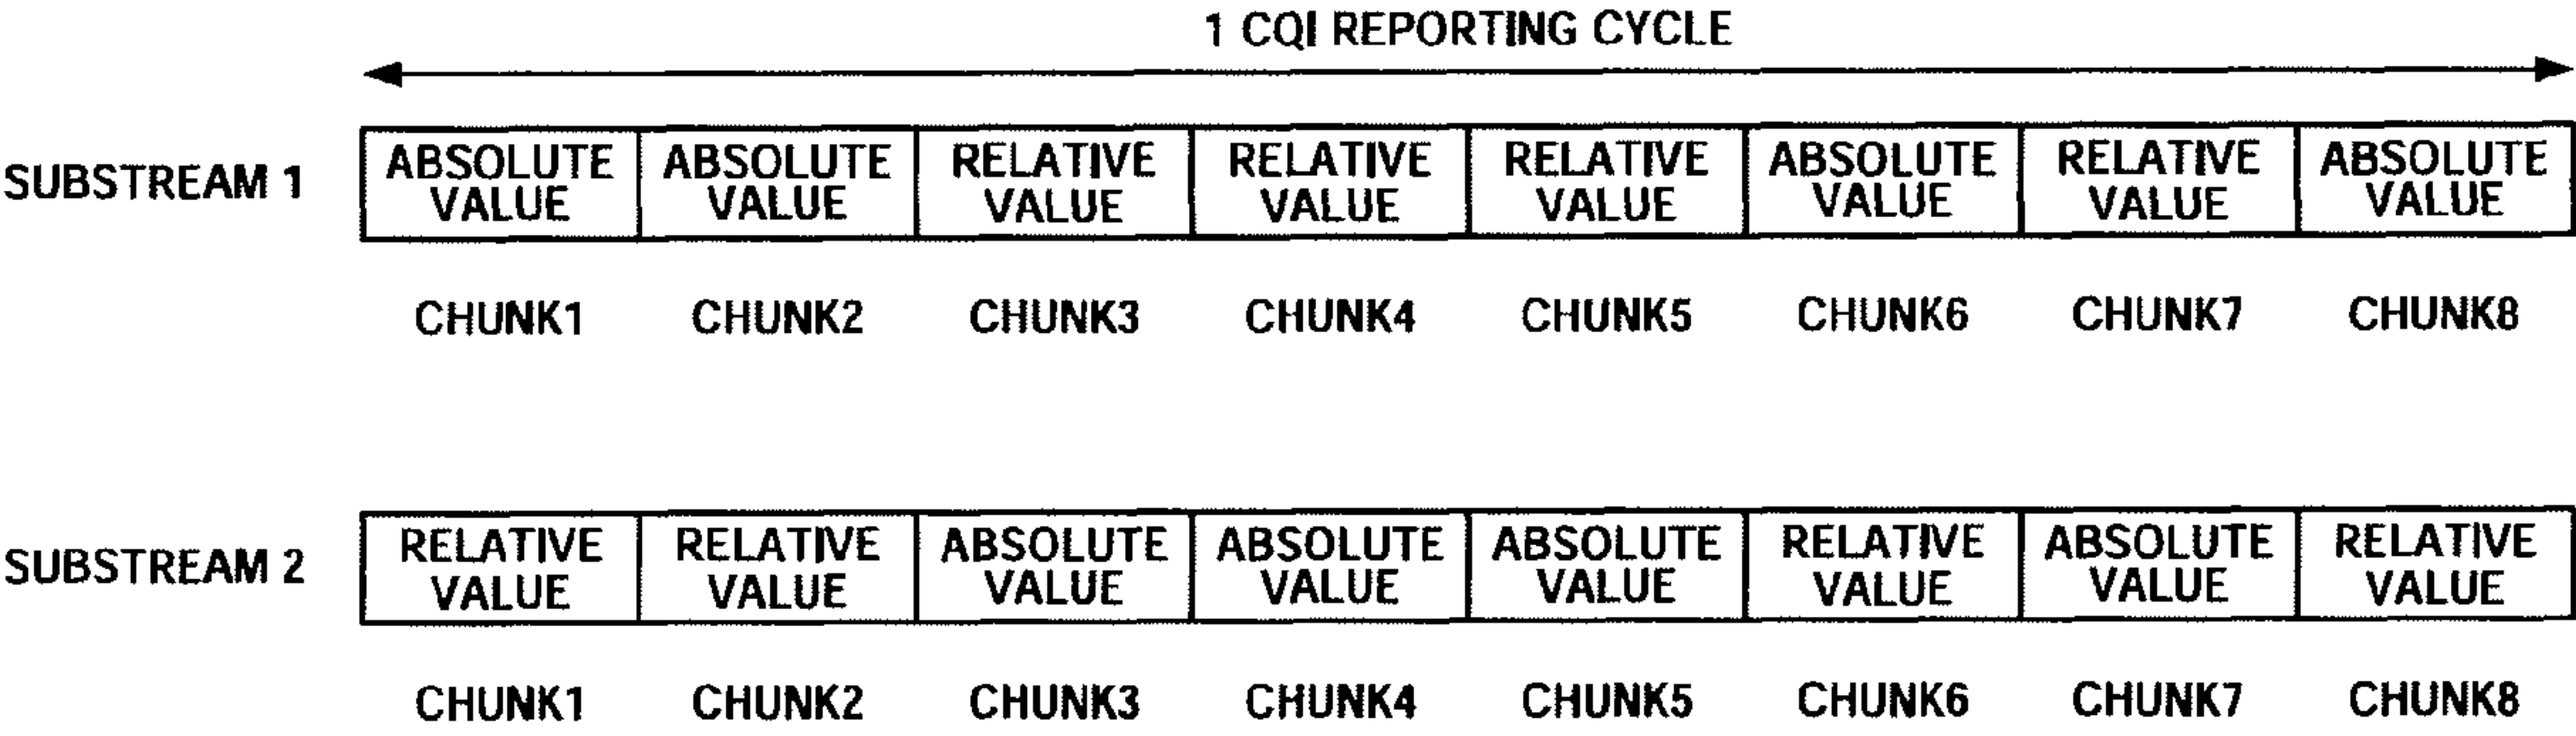 1 CQI REPORTING CYCLE
SUBSTREAM 1
ABSOLUTE VALUE
ABSOLUTE VALUE
RELATIVE VALUE
RELATIVE VALUE
RELATIVE VALUE
ABSOLUTE VALUE
RELATIVE VALUE
ABSOLUTE VALUE
CHUNK1 CHUNK2 CHUNK3 CHUNK4 CHUNK5 CHUNK6 CHUNK7 CHUNK8
SUBSTREAM 2
RELATIVE VALUE
RELATIVE VALUE
ABSOLUTE VALUE
ABSOLUTE VALUE
ABSOLUTE VALUE
RELATIVE VALUE
ABSOLUTE VALUE
RELATIVE VALUE
CHUNK1 CHUNK2 CHUNK3 CHUNK4 CHUNK5 CHUNK6 CHUNK7 CHUNK8